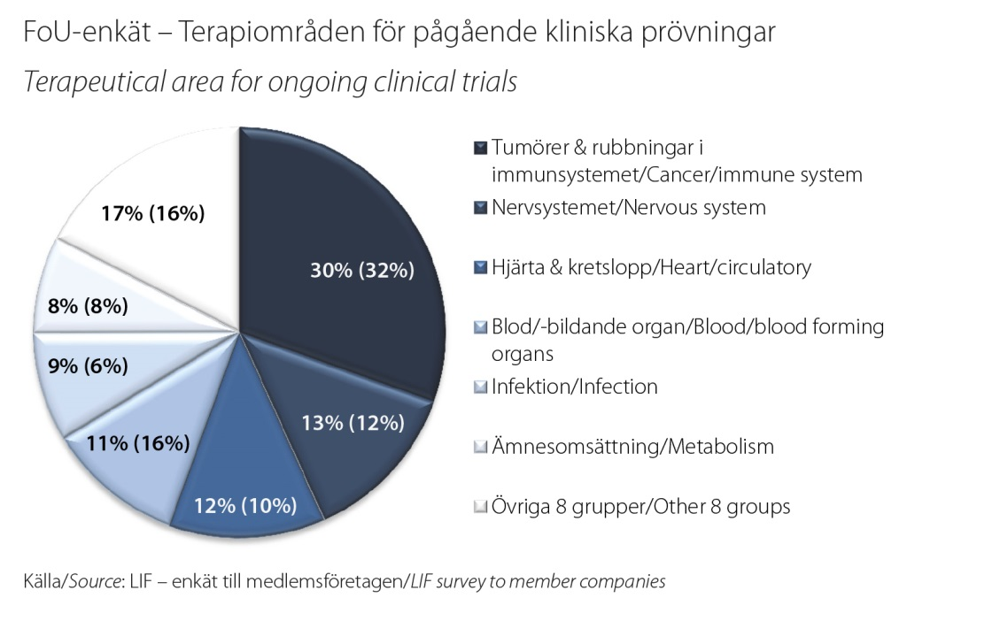 FoU-enkät – Terapiområden för pågående kliniska prövningar
Terapeutical area for ongoing clinical trials
17% (16%)
30% (32%)
8% (8%)
9% (6%)
13% (12%)
11% (16%)
12% (10%)
Tumörer & rubbningar i
immunsystemet/Cancer/immune system
Nervsystemet/Nervous system
Hjärta & kretslopp/Heart/circulatory
Blod/-bildande organ/Blood/blood forming
organs
Infektion/Infection
Ämnesomsättning/Metabolism
Övriga 8 grupper/Other 8 groups
Källa/Source: LIF – enkät till medlemsföretagen/LIF survey to member companies